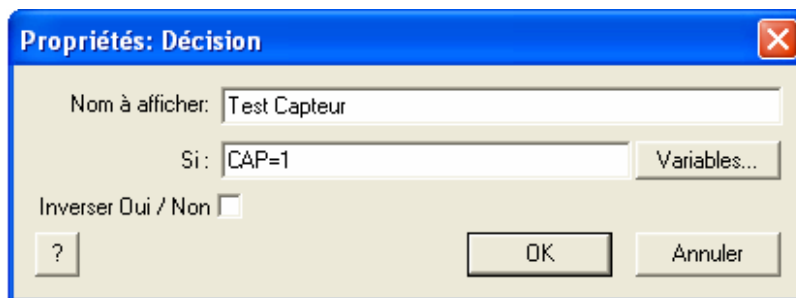 Propriétés: Décision
Nom à afficher: Test Capteur
Si : CAP=1 Variables...
Inverser Oui / Non
? OK Annuler